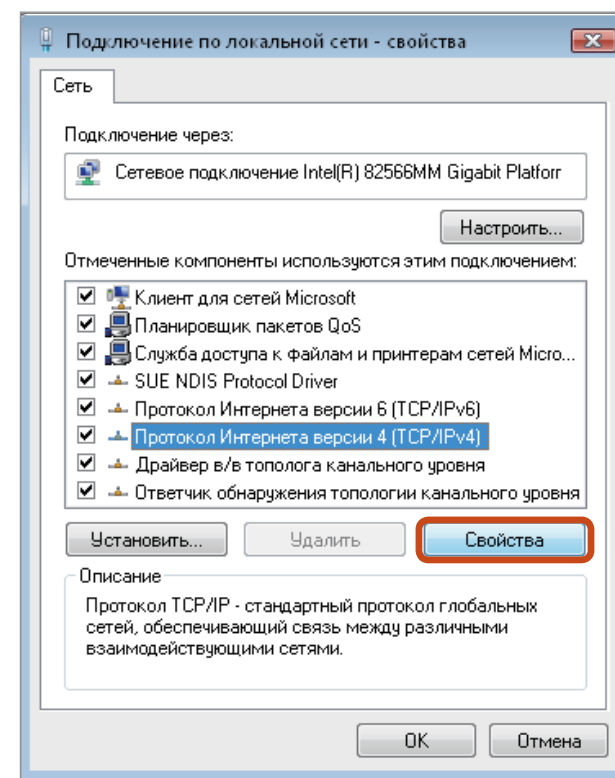 Подключение по локальной сети - свойства
Сеть
Подключение через:
Сетевое подключение Intel(R) 82566MM Gigabit Platforr
Настроить...
Отмеченные компоненты используются этим подключением:
Клиент для сетей Microsoft
Планировщик пакетов QoS
Служба доступа к файлам и принтерам сетей Micro...
SUE NDIS Protocol Driver
Протокол Интернета версии 6 (TCP/IPv6)
Протокол Интернета версии 4 (TCP/IPv4)
Драйвер в/в тополога канального уровня
Ответчик обнаружения топологии канального уровня
Установить...
Удалить
Свойства
Описание
Протокол TCP/IP - стандартный протокол глобальных
сетей, обеспечивающий связь между различными
взаимодействующими сетями.
OK
Отмена